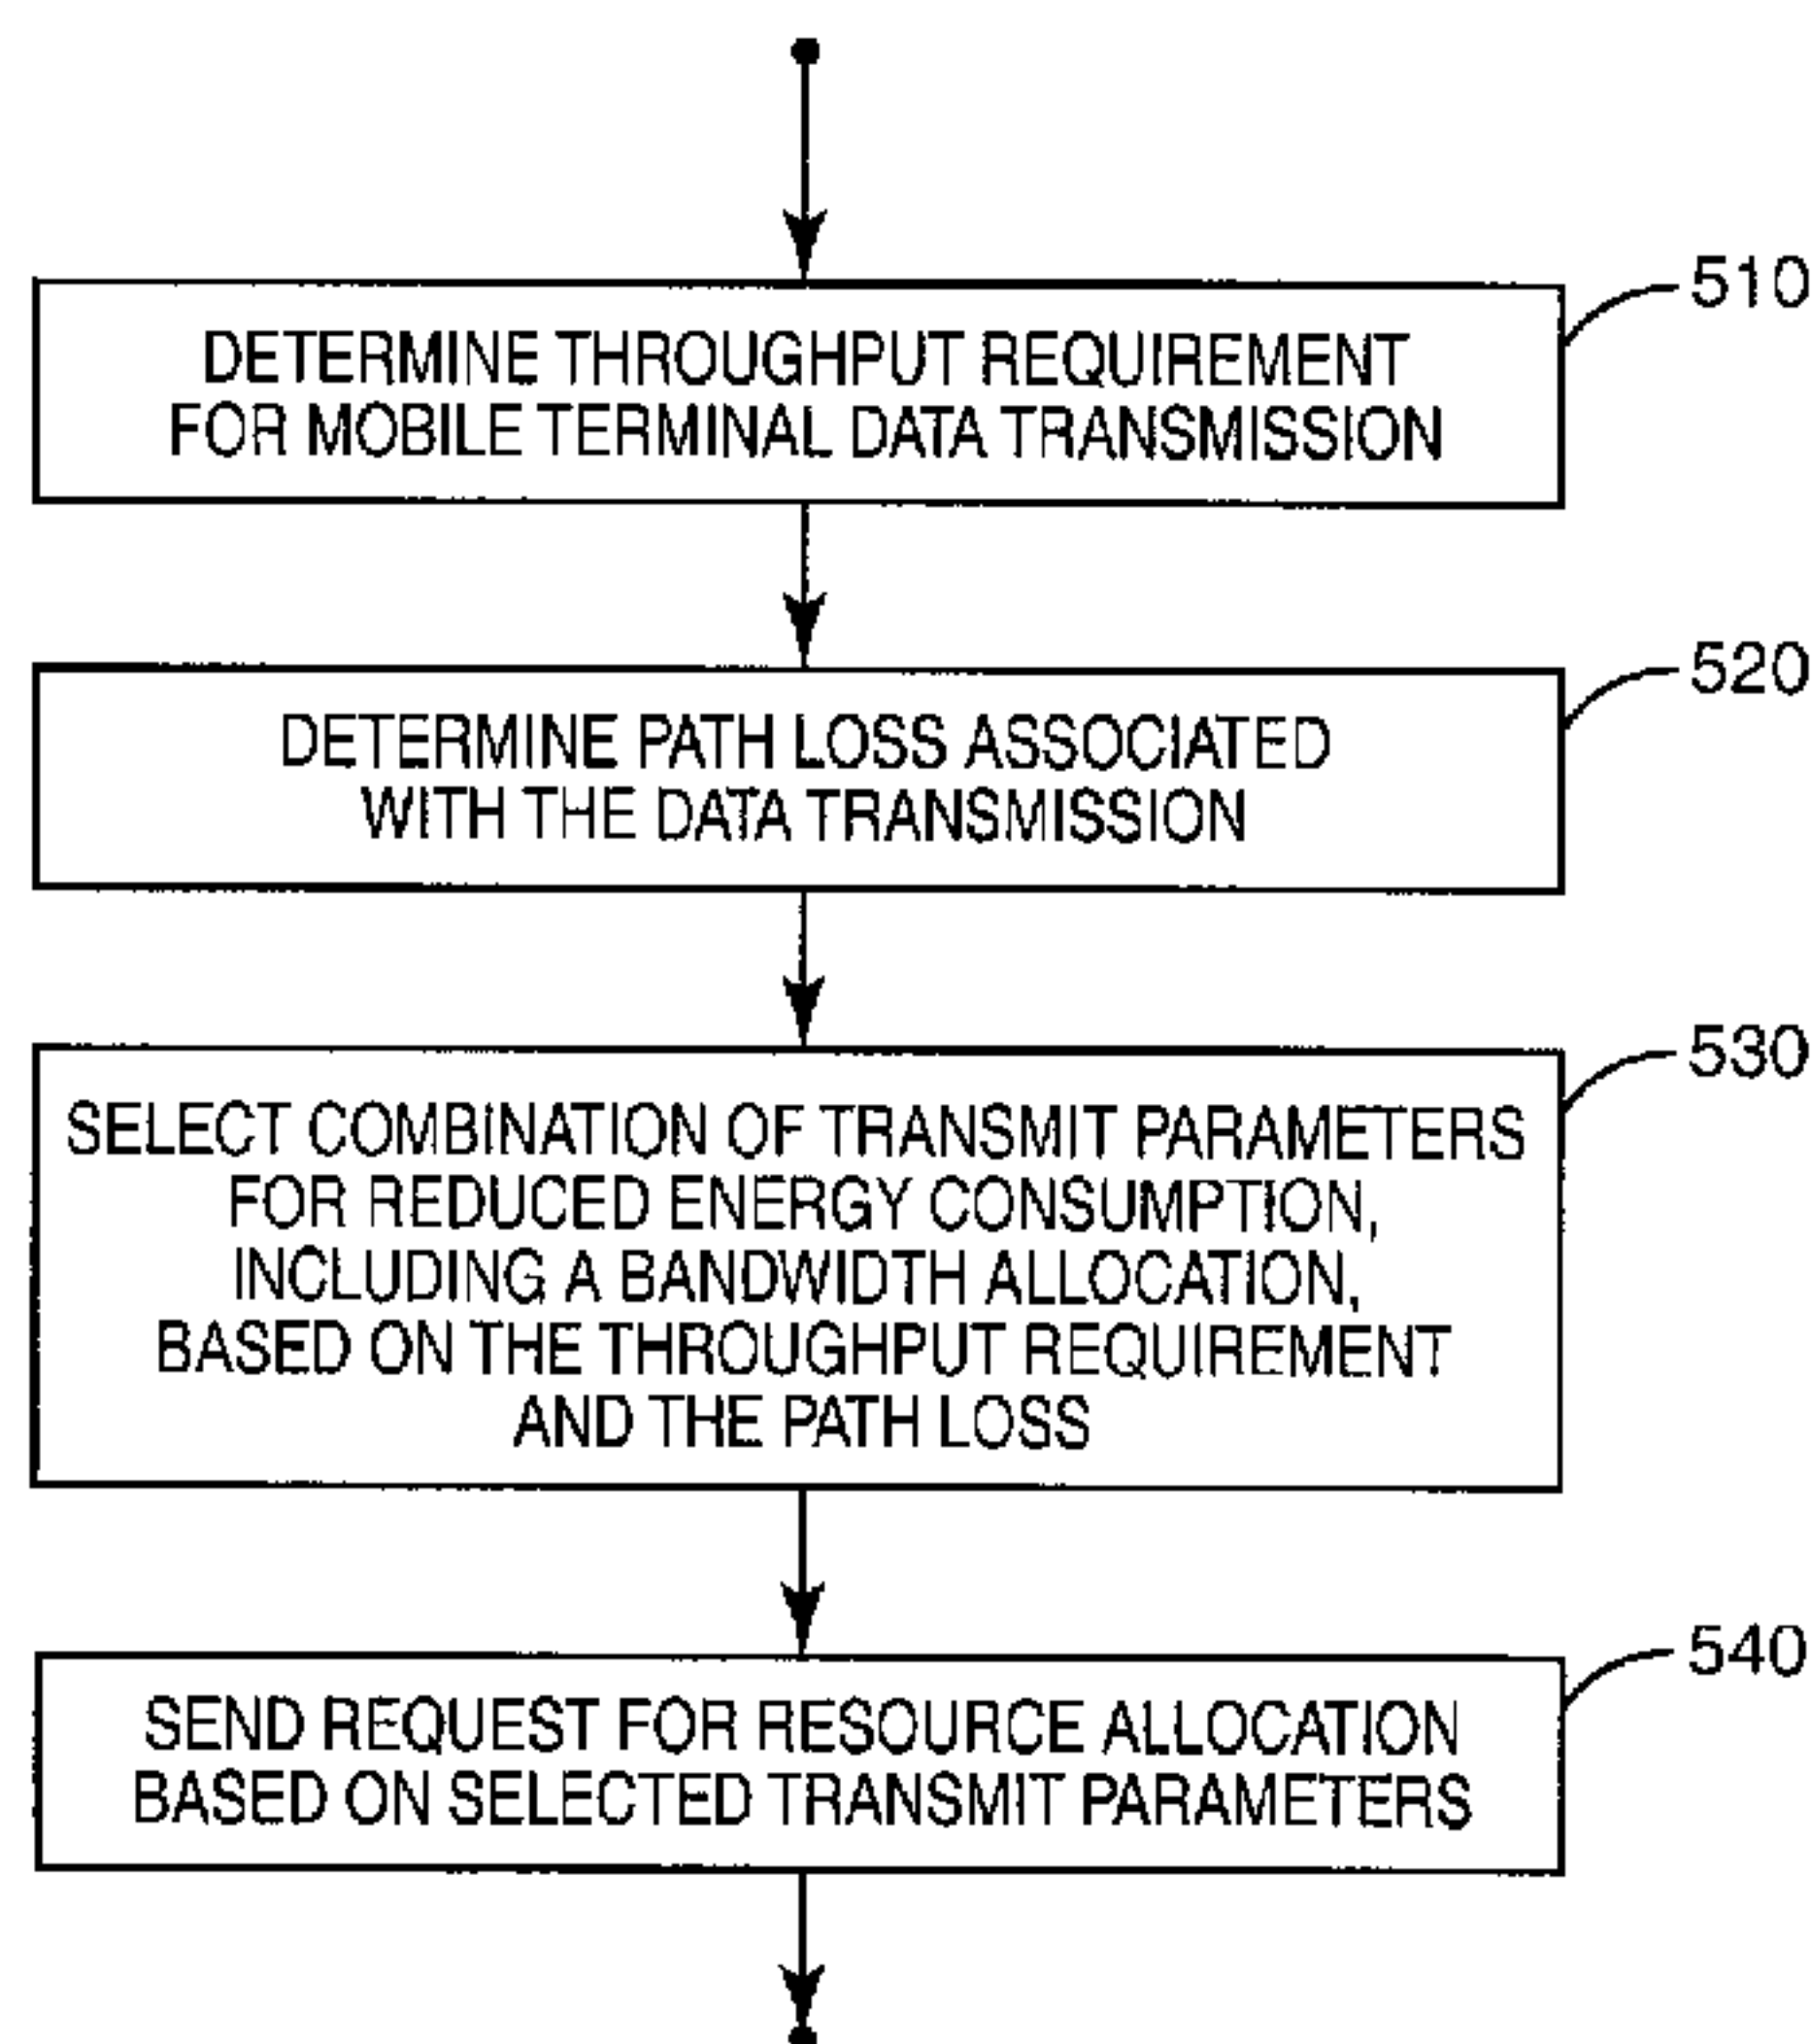 510
DETERMINE THROUGHPUT REQUIREMENT
FOR MOBILE TERMINAL DATA TRANSMISSION
520
DETERMINE PATH LOSS ASSOCIATED
WITH THE DATA TRANSMISSION
530
SELECT COMBINATION OF TRANSMIT PARAMETERS
FOR REDUCED ENERGY CONSUMPTION,
INCLUDING A BANDWIDTH ALLOCATION,
BASED ON THE THROUGHPUT REQUIREMENT
AND THE PATH LOSS
540
SEND REQUEST FOR RESOURCE ALLOCATION
BASED ON SELECTED TRANSMIT PARAMETERS